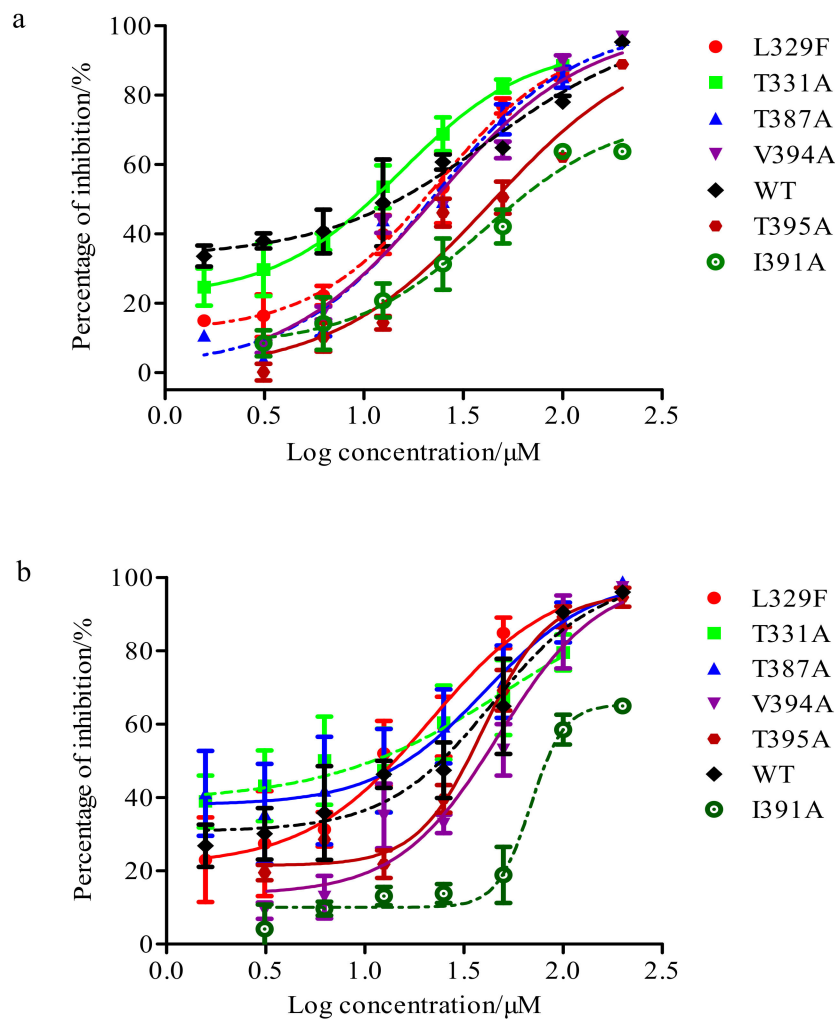 a
100
80
60
40
20
0
Percentage of inhibition/%
0.0 0.5 1.0 1.5 2.0 2.5
Log concentration/μM
L329F
T331A
T387A
V394A
WT
T395A
I391A
b
100
80
60
40
20
0
Percentage of inhibition/%
0.0 0.5 1.0 1.5 2.0 2.5
Log concentration/μM
L329F
T331A
T387A
V394A
T395A
WT
I391A